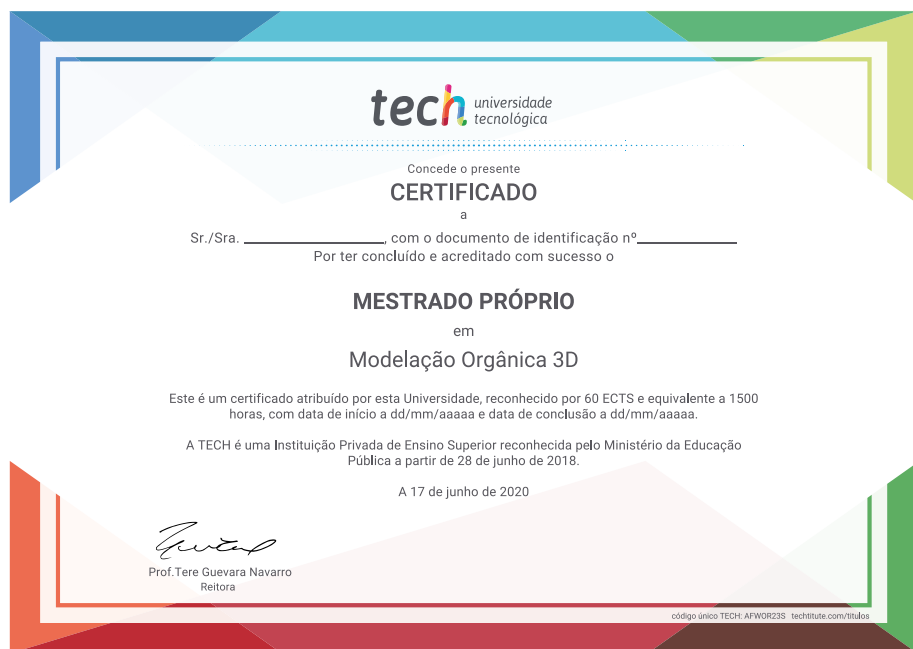 tech universidade
tecnológica
Concede o presente
CERTIFICADO
a
Sr./Sra. ____________, com o documento de identificação nº____________
Por ter concluído e acreditado com sucesso o
MESTRADO PRÓPRIO
em
Modelação Orgânica 3D
Este é um certificado atribuído por esta Universidade, reconhecido por 60 ECTS e equivalente a 1500
horas, com data de início a dd/mm/aaaaa e data de conclusão a dd/mm/aaaaa.
A TECH é uma Instituição Privada de Ensino Superior reconhecida pelo Ministério da Educação
Pública a partir de 28 de junho de 2018.
A 17 de junho de 2020
Prof.Tere Guevara Navarro
Reitora
código único TECH: AFWOR23S techtitute.com/titulos